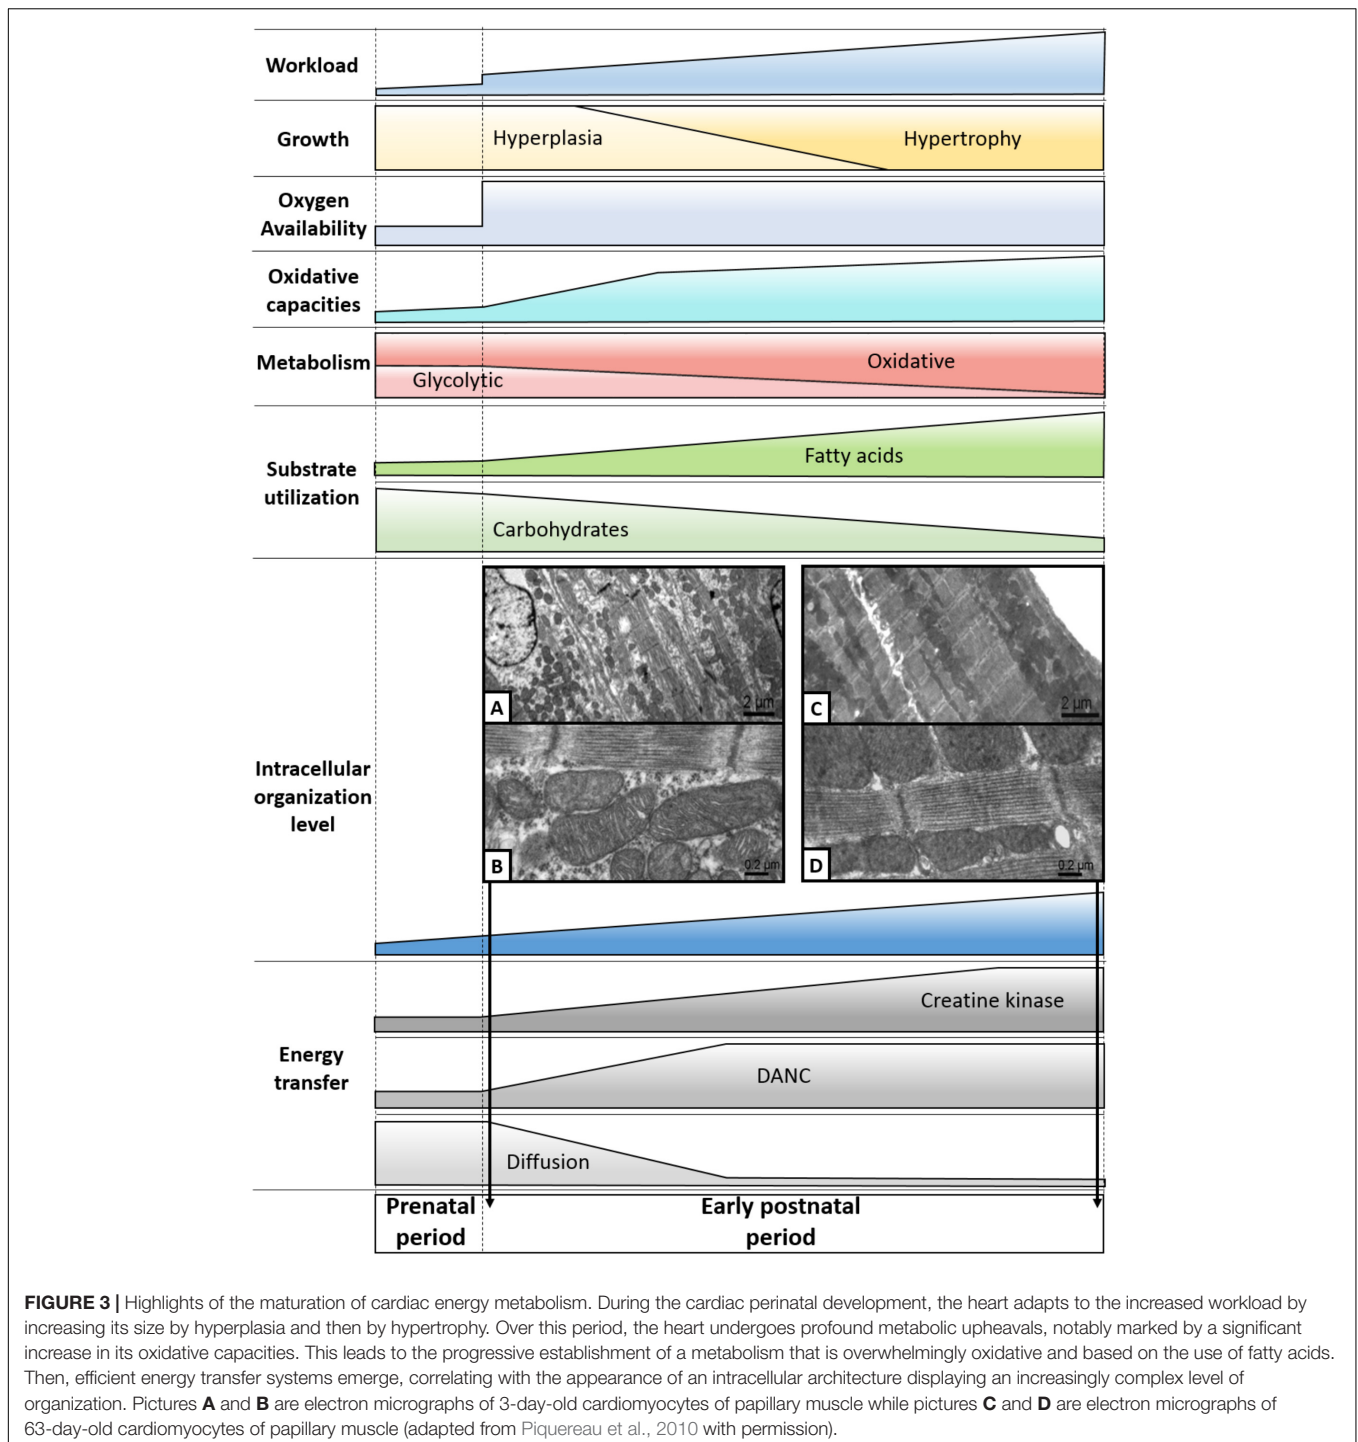 Workload
Growth
Hyperplasia
Hypertrophy
Oxygen
Availability
Oxidative
capacities
Metabolism
Oxidative
Glycolytic
Substrate
utilization
Fatty acids
Carbohydrates
Intracellular
organization
level
A
2 µm
C
2 µm
B
0.2 µm
D
0.2 µm
Energy
transfer
Creatine kinase
DANC
Diffusion
Prenatal
period
Early postnatal
period
FIGURE 3 | Highlights of the maturation of cardiac energy metabolism. During the cardiac perinatal development, the heart adapts to the increased workload by
increasing its size by hyperplasia and then by hypertrophy. Over this period, the heart undergoes profound metabolic upheavals, notably marked by a significant
increase in its oxidative capacities. This leads to the progressive establishment of a metabolism that is overwhelmingly oxidative and based on the use of fatty acids.
Then, efficient energy transfer systems emerge, correlating with the appearance of an intracellular architecture displaying an increasingly complex level of
organization. Pictures A and B are electron micrographs of 3-day-old cardiomyocytes of papillary muscle while pictures C and D are electron micrographs of
63-day-old cardiomyocytes of papillary muscle (adapted from Piquereau et al., 2010 with permission).